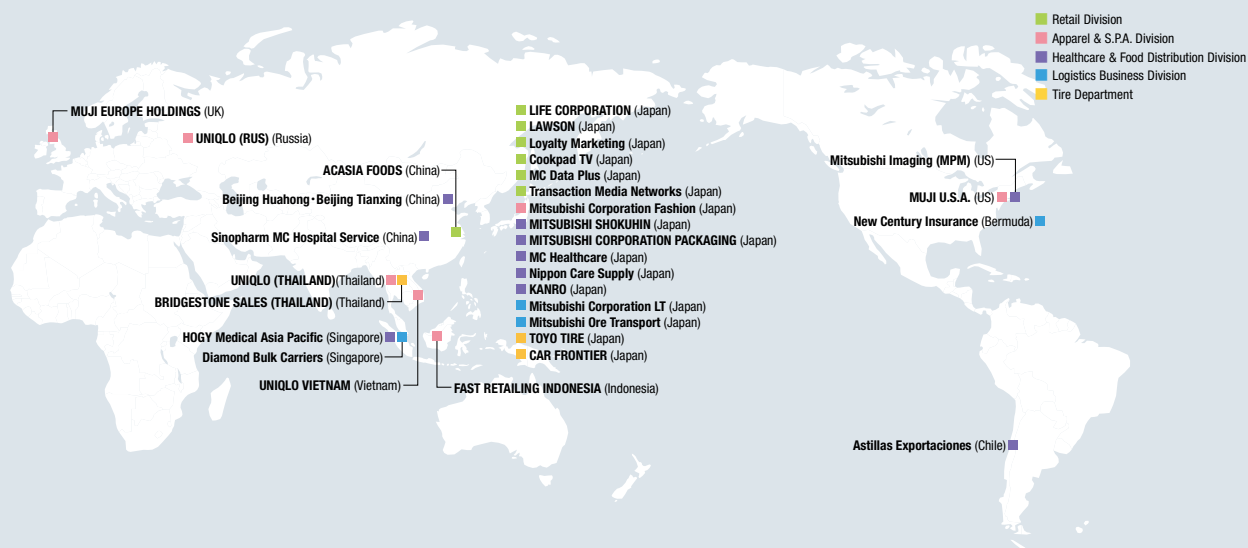 Retail Division
Apparel & S.P.A. Division
Healthcare & Food Distribution Division
Logistics Business Division
Tire Department
MUJI EUROPE HOLDINGS (UK)
UNIQLO (RUS) (Russia)
ACASIA FOODS (China)
Beijing Huahong・Beijing Tianxing (China)
Sinopharm MC Hospital Service (China)
UNIQLO (THAILAND)(Thailand)
BRIDGESTONE SALES (THAILAND) (Thailand)
HOGY Medical Asia Pacific (Singapore)
Diamond Bulk Carriers (Singapore)
UNIQLO VIETNAM (Vietnam)
FAST RETAILING INDONESIA (Indonesia)
LIFE CORPORATION (Japan)
LAWSON (Japan)
Loyalty Marketing (Japan)
Cookpad TV (Japan)
MC Data Plus (Japan)
Transaction Media Networks (Japan)
Mitsubishi Corporation Fashion (Japan)
MITSUBISHI SHOKUHIN (Japan)
MITSUBISHI CORPORATION PACKAGING (Japan)
MC Healthcare (Japan)
Nippon Care Supply (Japan)
KANRO (Japan)
Mitsubishi Corporation LT (Japan)
Mitsubishi Ore Transport (Japan)
TOYO TIRE (Japan)
CAR FRONTIER (Japan)
Mitsubishi Imaging (MPM) (US)
MUJI U.S.A. (US)
New Century Insurance (Bermuda)
Astillas Exportaciones (Chile)